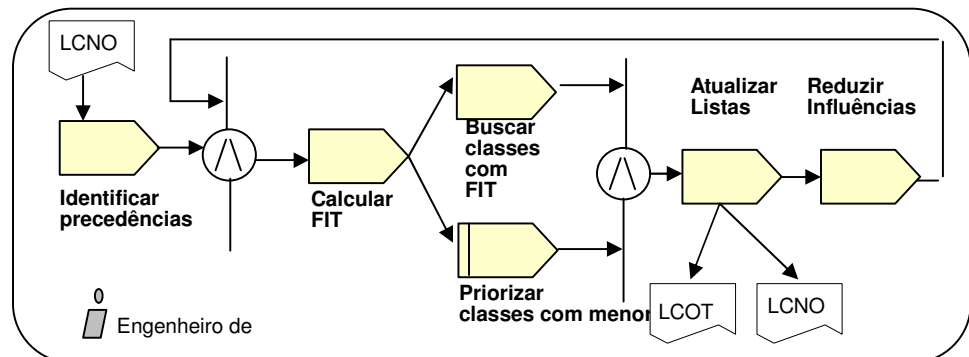 LCNO
Identificar
precedências
/\
Calcular
FIT
Buscar
classes
com
FIT
Priorizar
classes com menor
/\
Atualizar
Listas
Reduzir
Influências
LCOT
LCNO
Engenheiro de